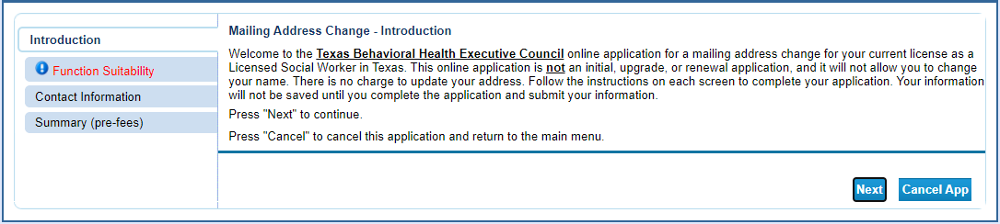 Introduction
Function Suitability
Contact Information
Summary (pre-fees)
Mailing Address Change - Introduction
Welcome to the Texas Behavioral Health Executive Council online application for a mailing address change for your current license as a
Licensed Social Worker in Texas. This online application is not an initial, upgrade, or renewal application, and it will not allow you to change
your name. There is no charge to update your address. Follow the instructions on each screen to complete your application. Your information
will not be saved until you complete the application and submit your information.
Press "Next" to continue.
Press "Cancel" to cancel this application and return to the main menu.
Next
Cancel App